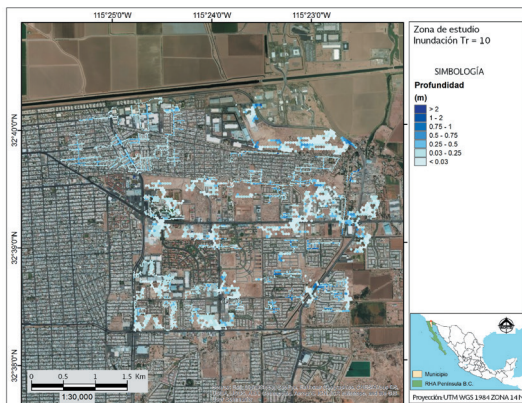 115°25'0"W 115°24'0"W 115°23'0"W
32°40'0"N
32°39'0"N
32°38'0"N
Zona de estudio
Inundación Tr = 10
SIMBOLOGÍA
Profundidad
(m)
> 2
1 - 2
0.75 - 1
0.5 - 0.75
0.25 - 0.5
0.03 - 0.25
< 0.03
0 0.5 1 1.5 Km
1:30,000
Municipio
RHA Península B.C.
Proyección UTM WGS 1984 ZONA 14 N